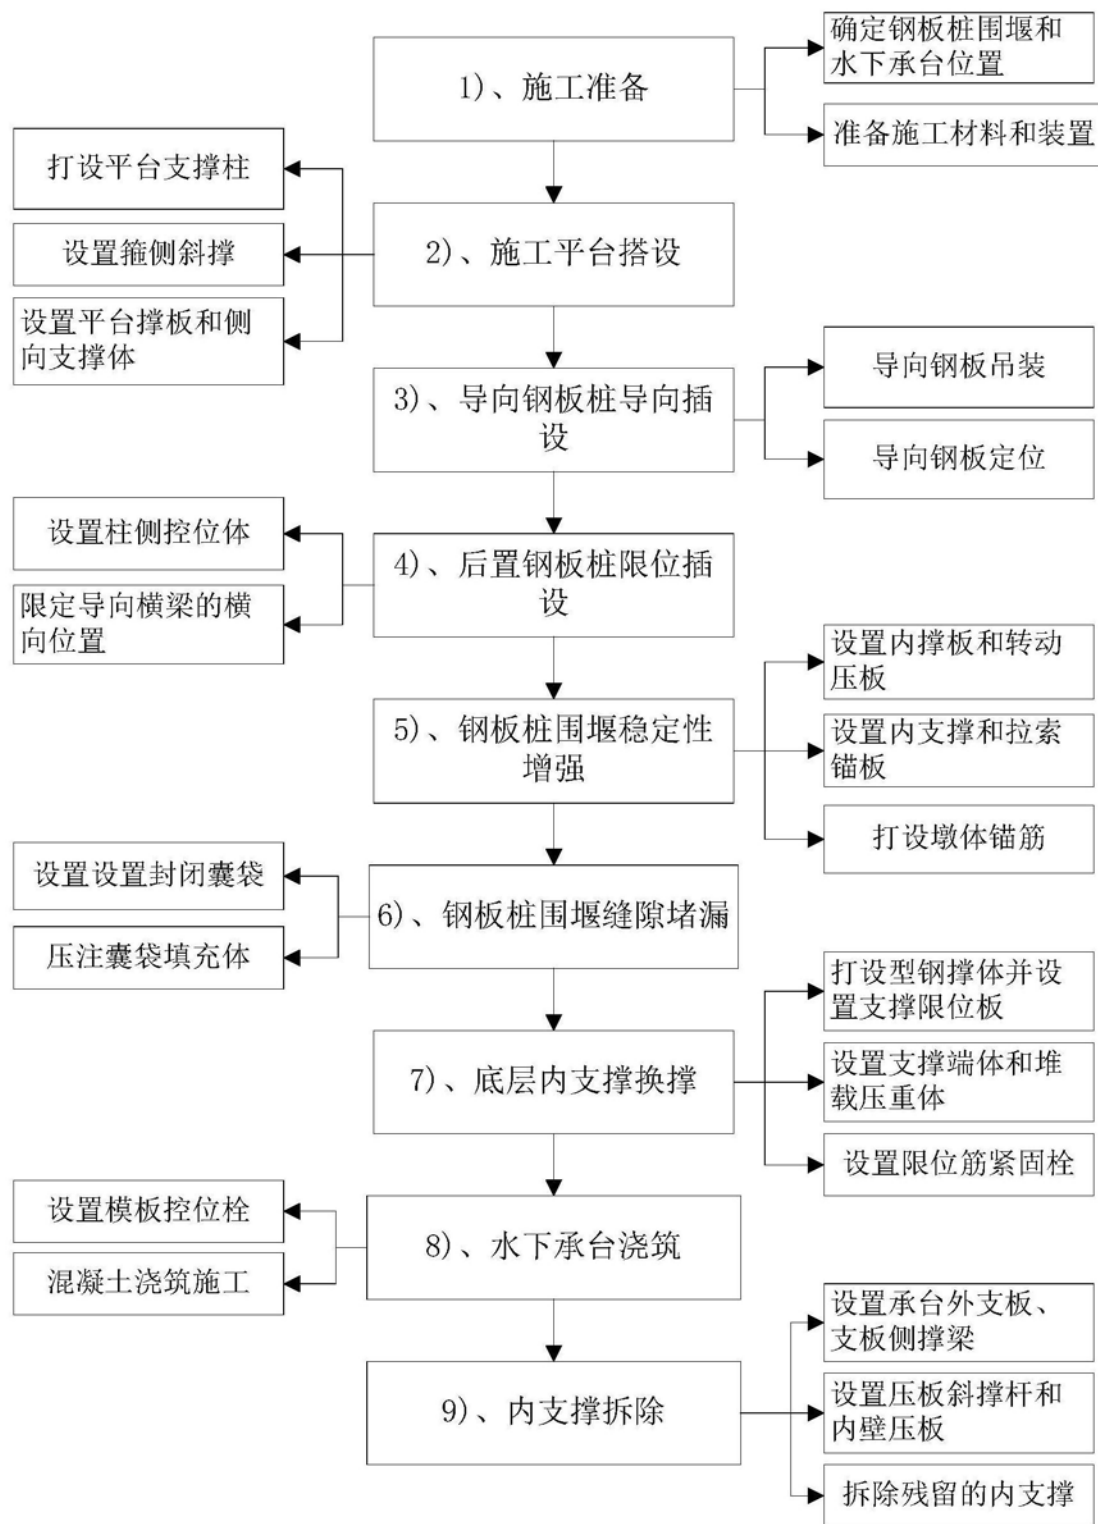 确定钢板桩围堰和
水下承台位置
1)、施工准备
准备施工材料和装置
打设平台支撑柱
设置箍侧斜撑
2)、施工平台搭设
设置平台撑板和侧
向支撑体
导向钢板吊装
3)、导向钢板桩导向插
设
导向钢板定位
设置柱侧控位体
4)、后置钢板桩限位插
设
限定导向横梁的横
向位置
设置内撑板和转动
压板
5)、钢板桩围堰稳定性
增强
设置内支撑和拉索
锚板
打设墩体锚筋
设置设置封闭囊袋
6)、钢板桩围堰缝隙堵漏
压注囊袋填充体
打设型钢撑体并设
置支撑限位板
7)、底层内支撑换撑
设置支撑端体和堆
载压重体
设置限位筋紧固栓
设置模板控位栓
8)、水下承台浇筑
混凝土浇筑施工
设置承台外支板、
支板侧撑梁
9)、内支撑拆除
设置压板斜撑杆和
内壁压板
拆除残留的内支撑